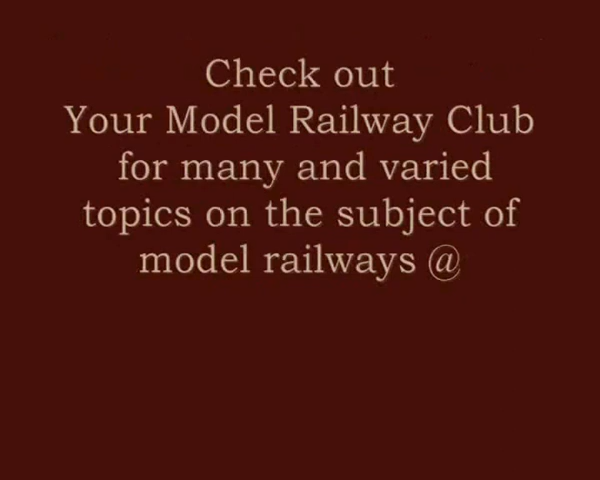 Check out
Your Model Railway Club
for many and varied
topics on the subject of
model railways @